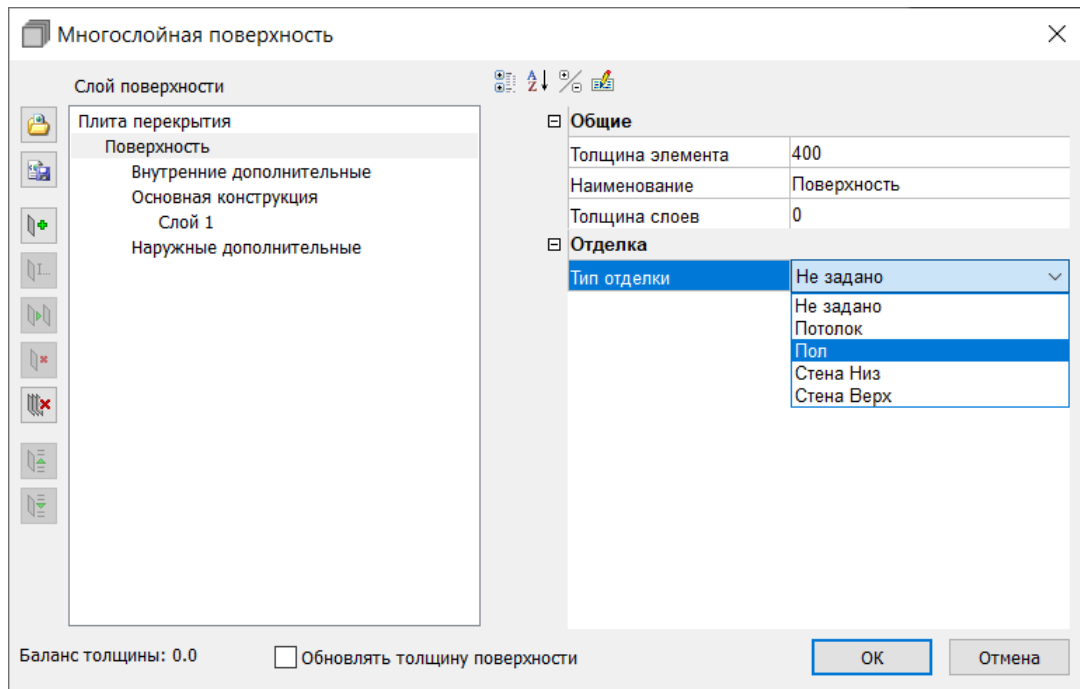 Многослойная поверхность
Слой поверхности
Плита перекрытия
Поверхность
Внутренние дополнительные
Основная конструкция
Слой 1
Наружные дополнительные
Общие
Толщина элемента 400
Наименование Поверхность
Толщина слоев 0
Отделка
Тип отделки Не задано
Не задано
Потолок
Пол
Стена Низ
Стена Верх
Баланс толщины: 0.0 Обновлять толщину поверхности ОК Отмена